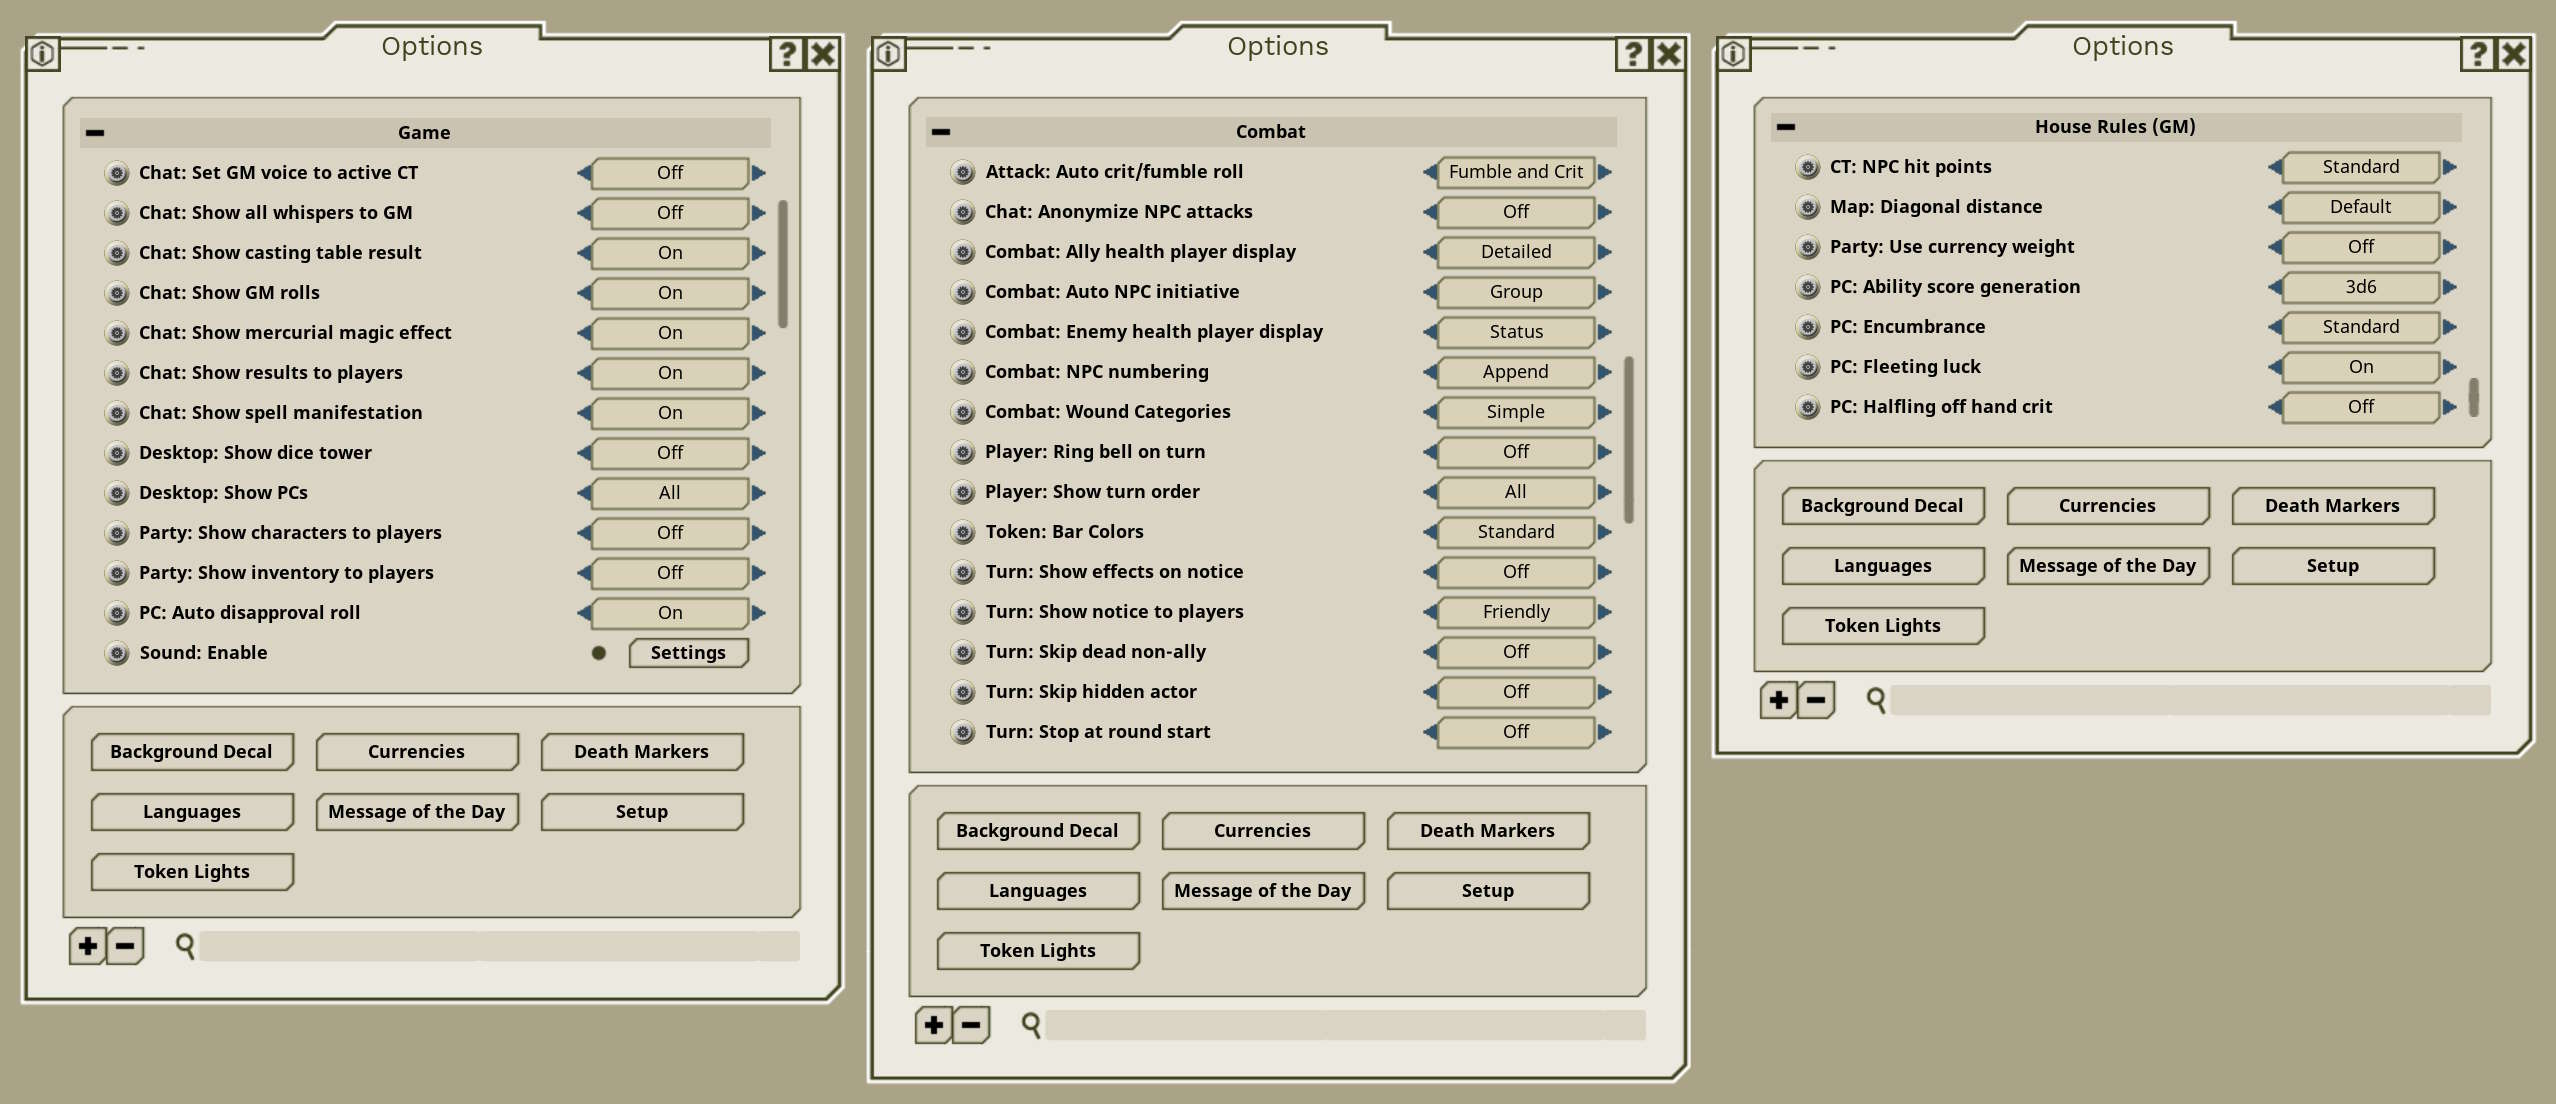 Options
?
Game
Chat: Set GM voice to active CT Off
Chat: Show all whispers to GM Off
Chat: Show casting table result On
Chat: Show GM rolls On
Chat: Show mercurial magic effect On
Chat: Show results to players On
Chat: Show spell manifestation On
Desktop: Show dice tower Off
Desktop: Show PCs All
Party: Show characters to players Off
Party: Show inventory to players Off
PC: Auto disapproval roll On
Sound: Enable Settings
Background Decal Currencies Death Markers
Languages Message of the Day Setup
Token Lights
Options
?
Combat
Attack: Auto crit/fumble roll Fumble and Crit
Chat: Anonymize NPC attacks Off
Combat: Ally health player display Detailed
Combat: Auto NPC initiative Group
Combat: Enemy health player display Status
Combat: NPC numbering Append
Combat: Wound Categories Simple
Player: Ring bell on turn Off
Player: Show turn order All
Token: Bar Colors Standard
Turn: Show effects on notice Off
Turn: Show notice to players Friendly
Turn: Skip dead non-ally Off
Turn: Skip hidden actor Off
Turn: Stop at round start Off
Background Decal Currencies Death Markers
Languages Message of the Day Setup
Token Lights
Options
?
House Rules (GM)
CT: NPC hit points Standard
Map: Diagonal distance Default
Party: Use currency weight Off
PC: Ability score generation 3d6
PC: Encumbrance Standard
PC: Fleeting luck On
PC: Halfling off hand crit Off
Background Decal Currencies Death Markers
Languages Message of the Day Setup
Token Lights